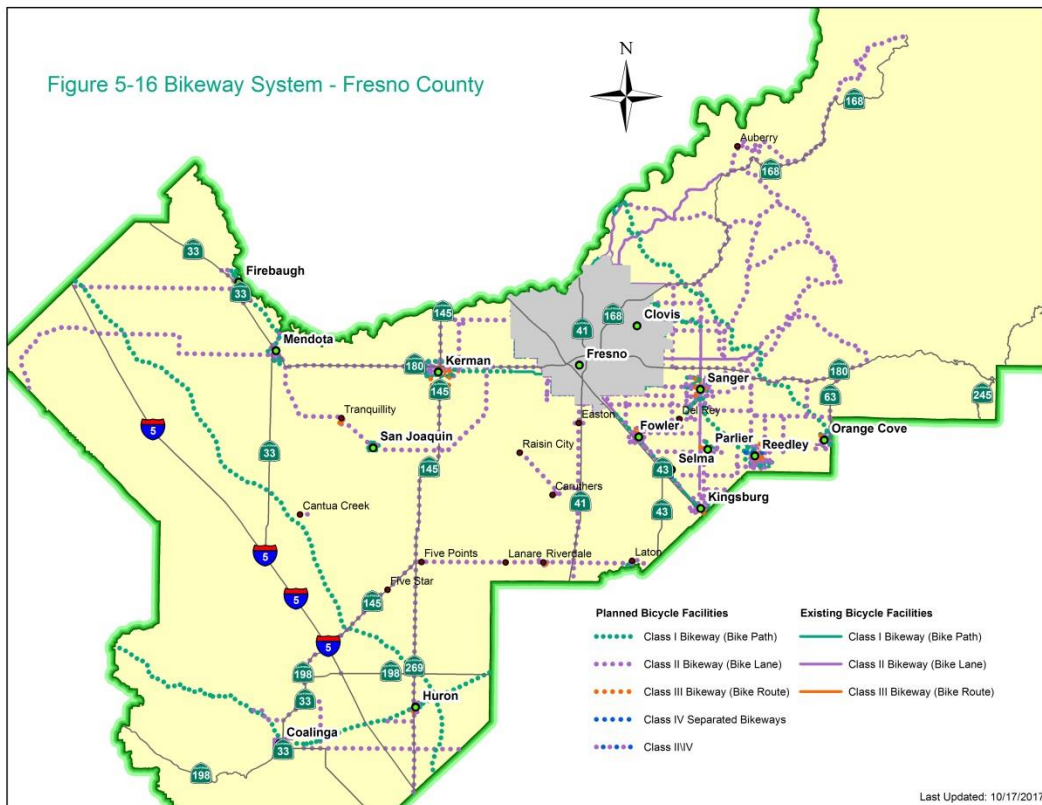 Figure 5-16 Bikeway System - Fresno County
N
168
Auberry
168
33
Firebaugh
33
145
168
41
Clovis
Mendota
Kerman
180
Fresno
145
180
Sanger
63
245
Tranquillity
Easton
Del Rey
5
San Joaquin
Fowler
Orange Cove
33
Raisin City
Parlier
Reedley
145
43
Selma
Caruthers
41
Kingsburg
Cantua Creek
43
5
Five Points
Lanare
Riverdale
Laton
Five Star
5
145
5
198
198
269
33
Huron
Coalinga
33
198
Planned Bicycle Facilities
Class I Bikeway (Bike Path)
Class II Bikeway (Bike Lane)
Class III Bikeway (Bike Route)
Class IV Separated Bikeways
Class II\IV
Existing Bicycle Facilities
Class I Bikeway (Bike Path)
Class II Bikeway (Bike Lane)
Class III Bikeway (Bike Route)
Last Updated: 10/17/2017